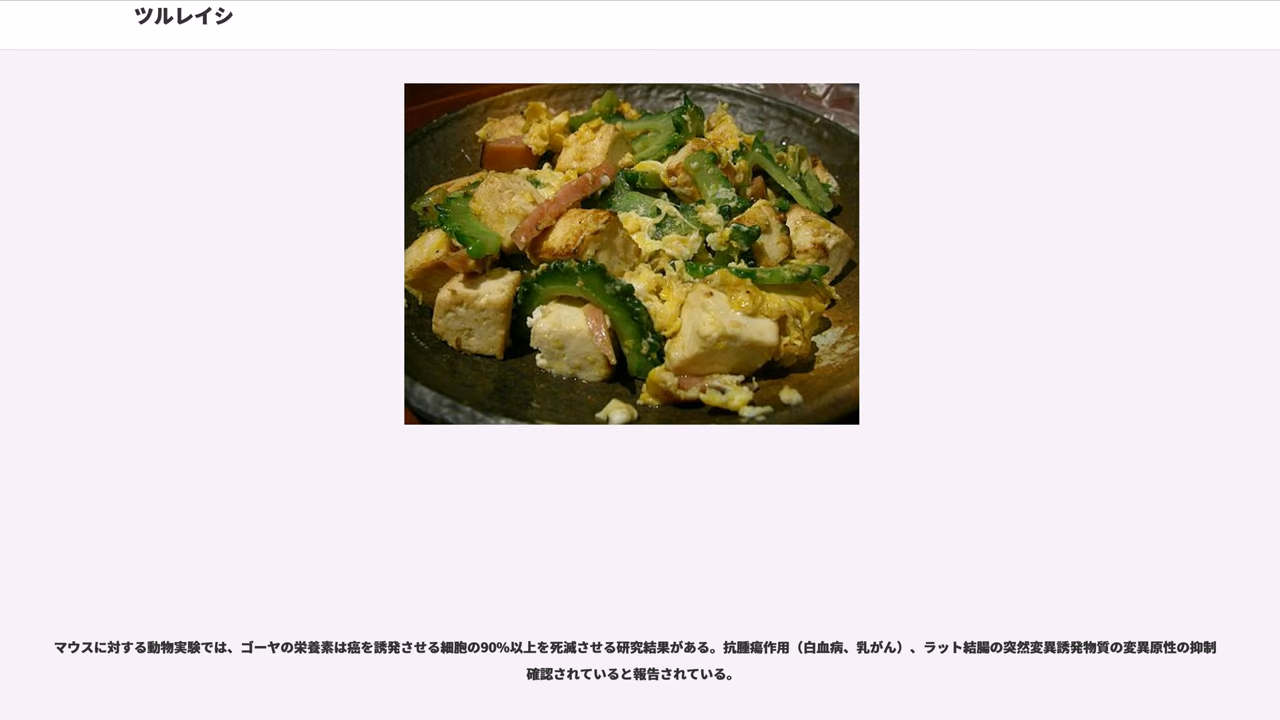 ツルレイシ
マウスに対する動物実験では、ゴーヤの栄養素は癌を誘発させる細胞の90%以上を死滅させる研究結果がある。抗腫瘍作用（白血病、乳がん）、ラット結腸の突然変異誘発物質の変異原性の抑制
確認されていると報告されている。